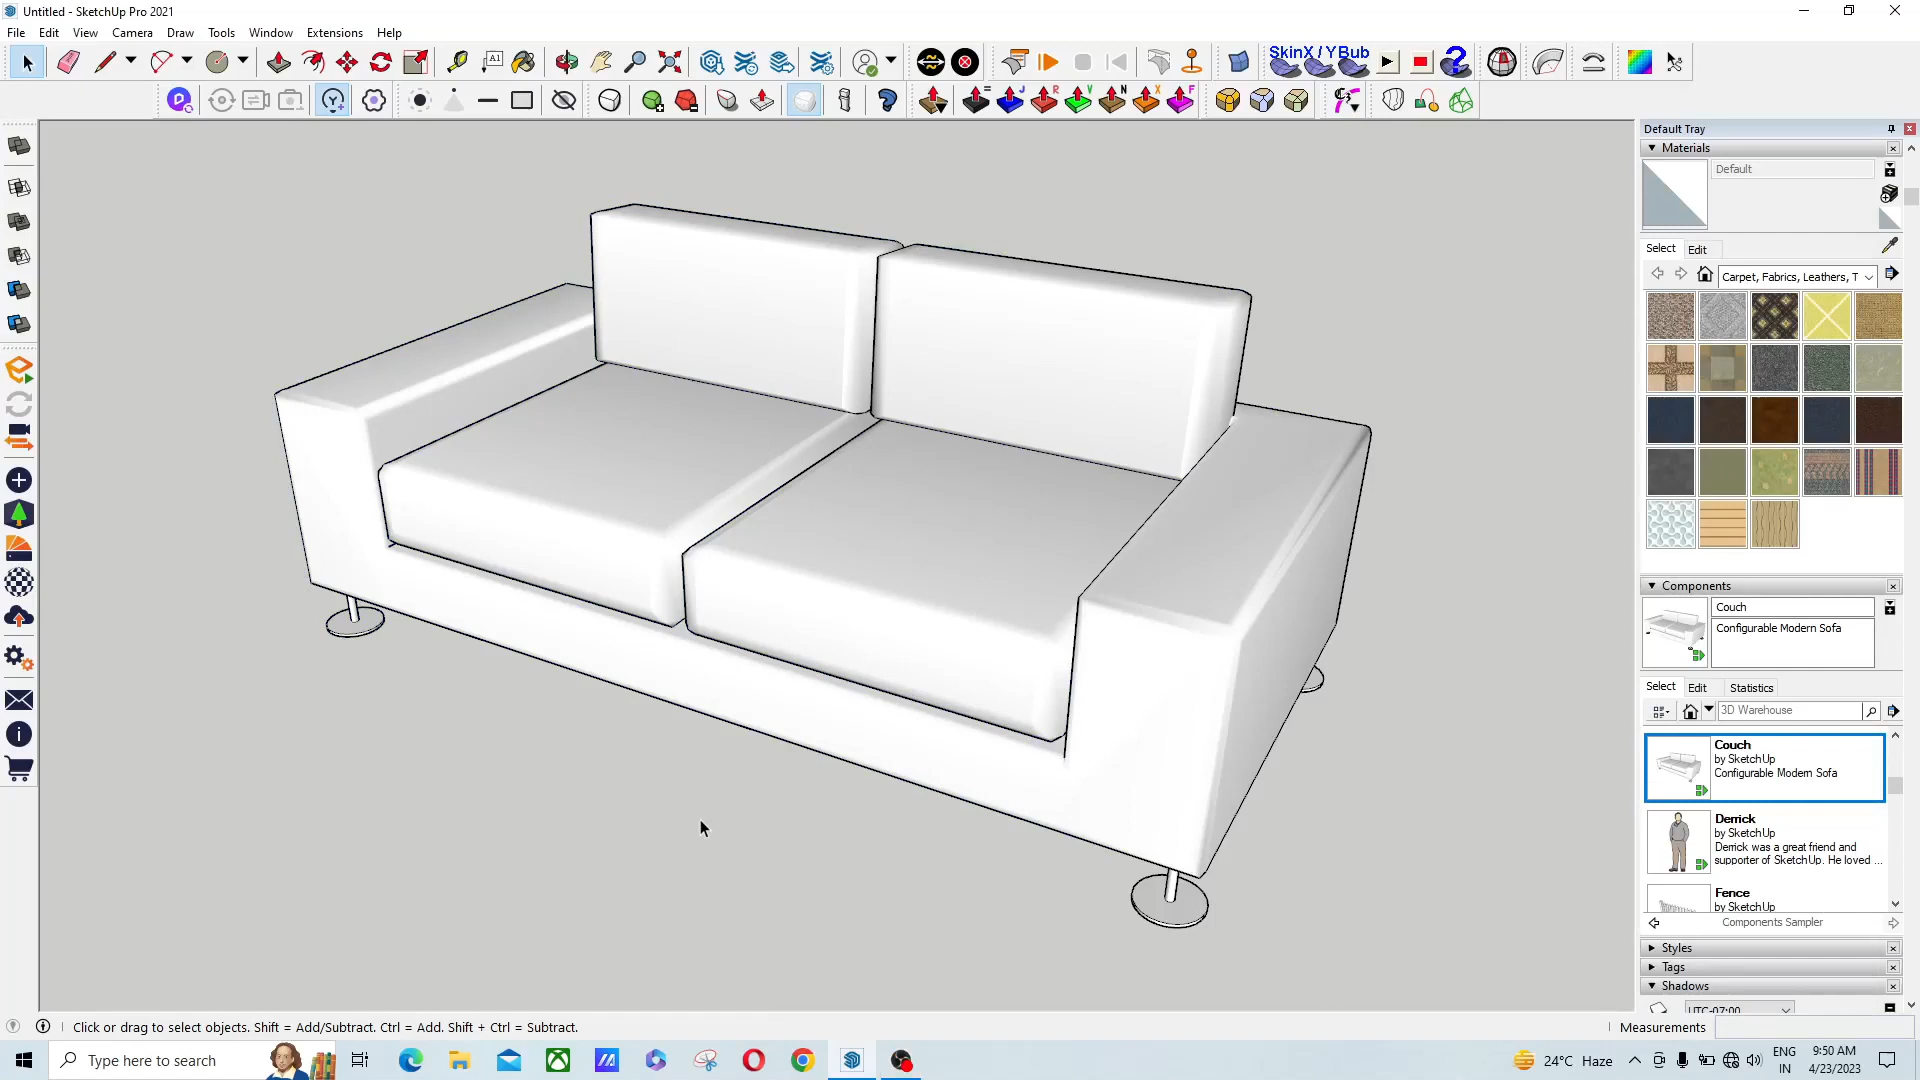 Untitled - SketchUp Pro 2021
File Edit View Camera Draw Tools Window Extensions Help
A1
SkinX / YBub
?
D
= J R V N X F
Default Tray
Materials
Default
Select Edit
Carpet, Fabrics, Leathers, T
Components
Couch
Configurable Modern Sofa
Select Edit Statistics
3D Warehouse
Couch
by SketchUp
Configurable Modern Sofa
Derrick
by SketchUp
Derrick was a great friend and
supporter of SketchUp. He loved ...
Fence
by SketchUp
Components Sampler
Styles
Tags
Shadows
UTC-07:00
Click or drag to select objects. Shift = Add/Subtract. Ctrl = Add. Shift + Ctrl = Subtract.
Measurements
Type here to search
24°C Haze
ENG
IN
9:50 AM
4/23/2023